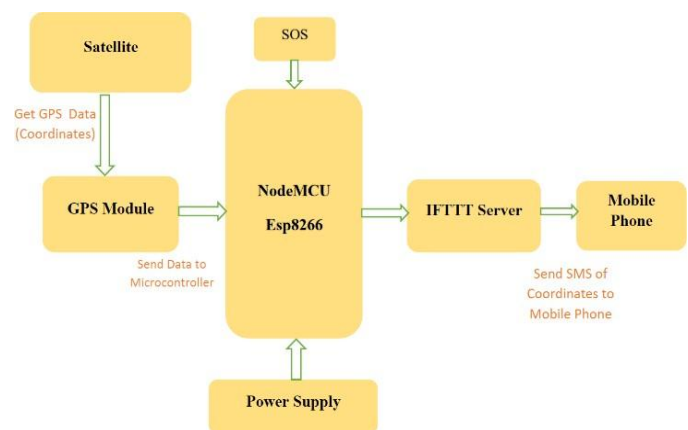 Satellite
SOS
Get GPS Data
(Coordinates)
GPS Module
NodeMCU
Esp8266
IFTTT Server
Mobile
Phone
Send Data to
Microcontroller
Send SMS of
Coordinates to
Mobile Phone
Power Supply